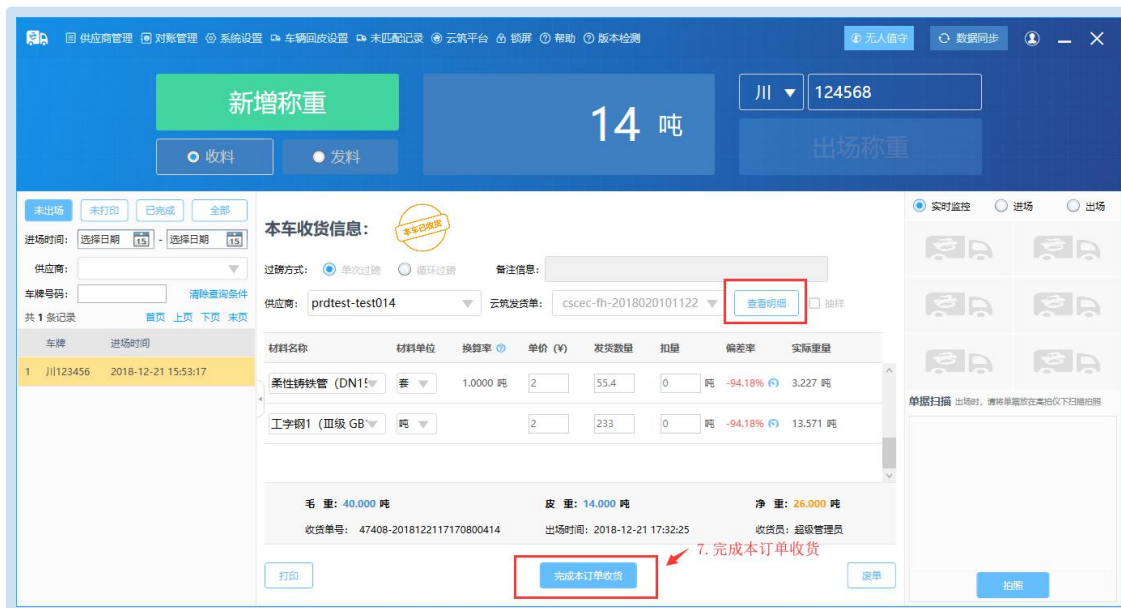 供应商管理 对账管理 系统设置 车辆回皮设置 未匹配记录 云筑平台 锁屏 帮助 版本检测 无人值守 数据同步
新增称重
收料 发料
14 吨
川 124568
出场称重
未出场 未打印 已完成 全部
进场时间: 选择日期 15 - 选择日期 15
供应商:
车牌号码: 清除查询条件
共 1 条记录 首页 上页 下页 末页
车牌 进场时间
1 川123456 2018-12-21 15:53:17
本车收货信息: 本车已收货
过磅方式: 单次过磅 循环过磅 备注信息:
供应商: prdtest-test014 云筑发货单: cscec-fh-2018020101122 查看明细 抽样
材料名称 材料单位 换算率 单价 (¥) 发货数量 扣量 偏差率 实际重量
柔性铸铁管 (DN15 套 1.0000 吨 2 55.4 0 吨 -94.18% 3.227 吨
工字钢1 (Ⅲ级 GB 吨 2 233 0 吨 -94.18% 13.571 吨
毛 重: 40.000 吨 皮 重: 14.000 吨 净 重: 26.000 吨
收货单号: 47408-2018122117170800414 出场时间: 2018-12-21 17:32:25 收货员: 超级管理员
7. 完成本订单收货
打印 完成本订单收货 废单
实时监控 进场 出场
单据扫描 出场时, 请将单据放在高拍仪下扫描拍照
拍照